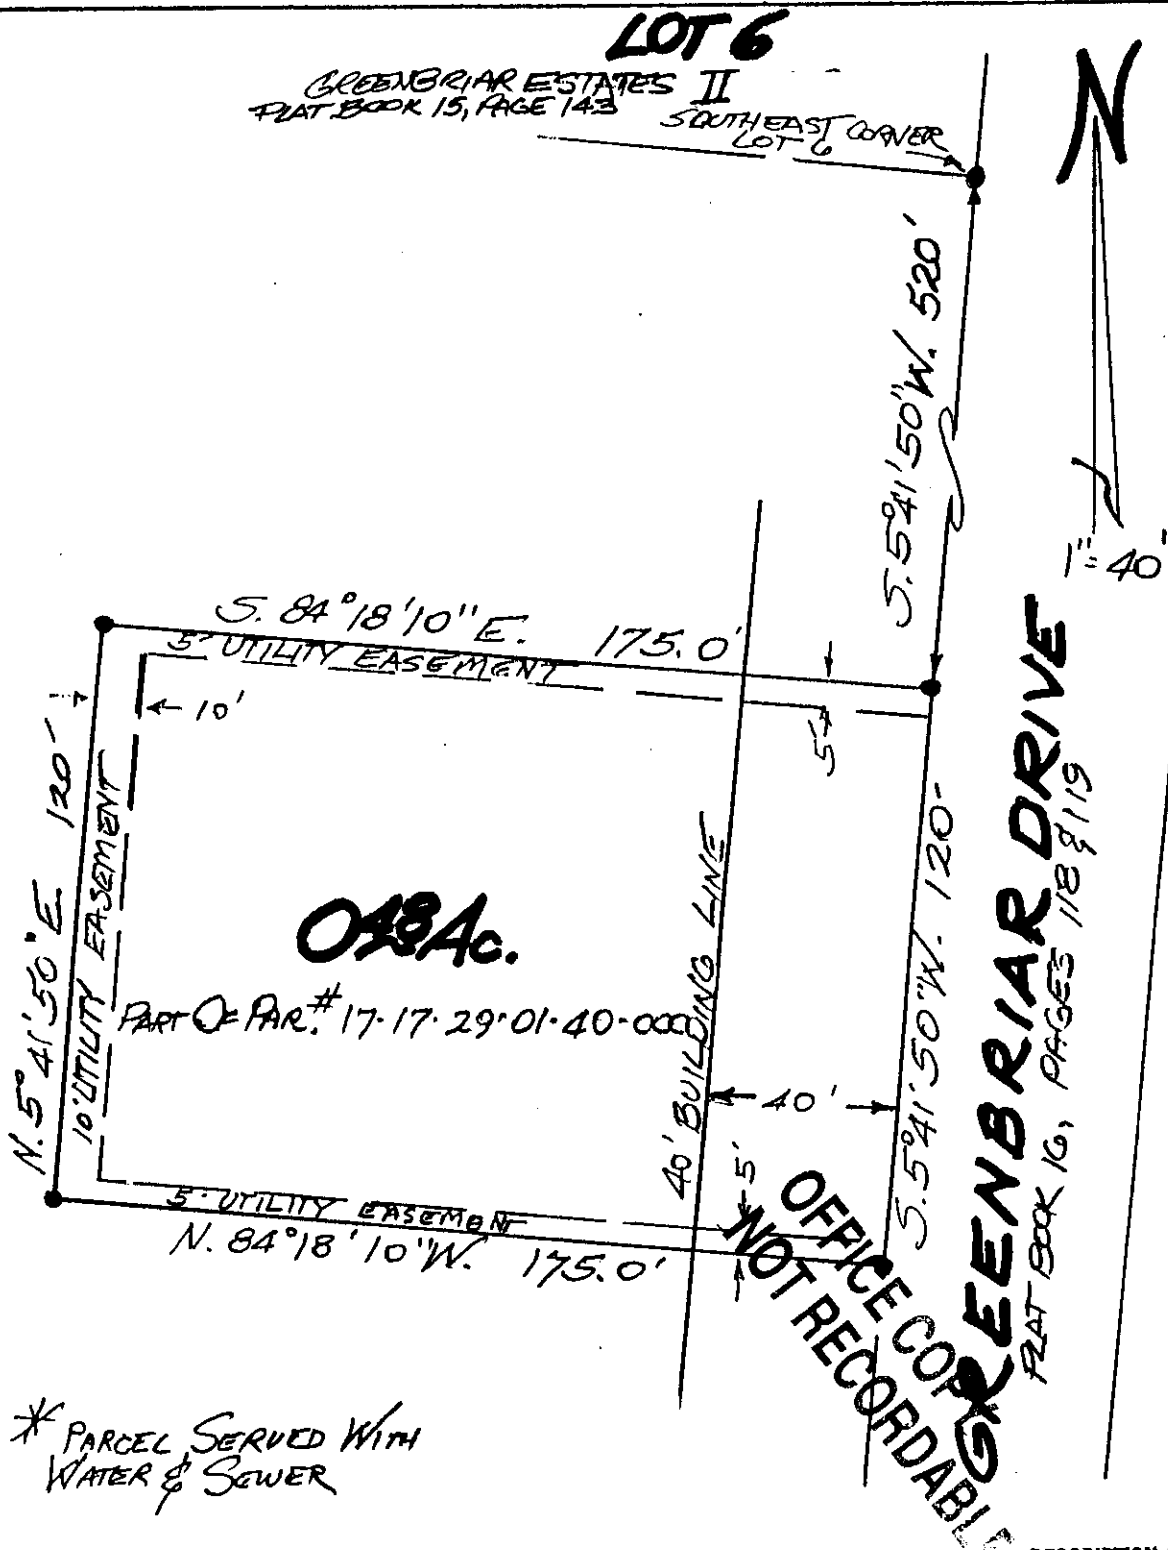 LOT 6
GREENBRIAR ESTATES II
PLAT BOOK 15, PAGE 143
SOUTHEAST CORNER
LOT 6
N
S. 5°41'50"W. 520'
1"=40'
S. 84°18'10"E. 175.0'
5' UTILITY EASEMENT
10'
5'
N. 5°41'50"E 120'
10' UTILITY EASEMENT
40' BUILDING LINE
S. 5°41'50"W. 120'
GREENBRIAR DRIVE
PLAT BOOK 16, PAGES 118 & 119
0.48 Ac.
PART OF PAR.# 17-17-29-01-40-000
40'
5'
5' UTILITY EASEMENT
N. 84°18'10"W. 175.0'
OFFICE COPY
NOT RECORDABLE
* PARCEL SERVED WITH
WATER & SEWER